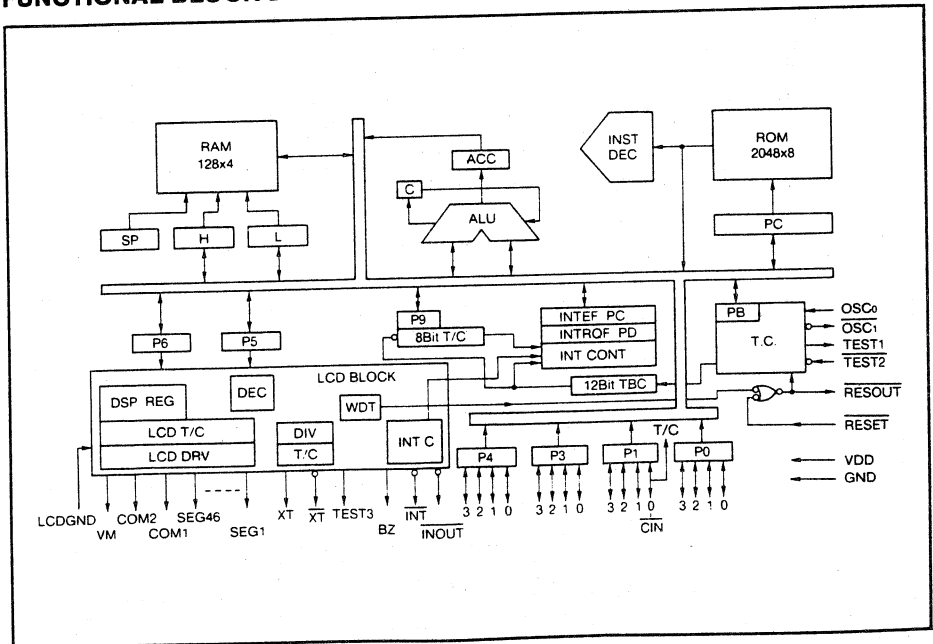 RAM
128x4
ACC
INST
DEC
ROM
2048x8
C
ALU
PC
SP
H
L
P6
P5
P9
8Bit T/C
INTEF PC
INTRQF PD
INT CONT
PB
T.C.
OSC0
OSC1
TEST1
TEST2
RESOUT
RESET
VDD
GND
12Bit TBC
LCD BLOCK
DSP REG
DEC
WDT
LCD T/C
LCD DRV
DIV
T/C
INT C
T/C
P4
P3
P1
P0
3 2 1 0
3 2 1 0
3 2 1 0
3 2 1 0
CIN
LCDGND
VM
COM2
COM1
SEG46
SEG1
XT
XT
TEST3
BZ
INT
INOUT